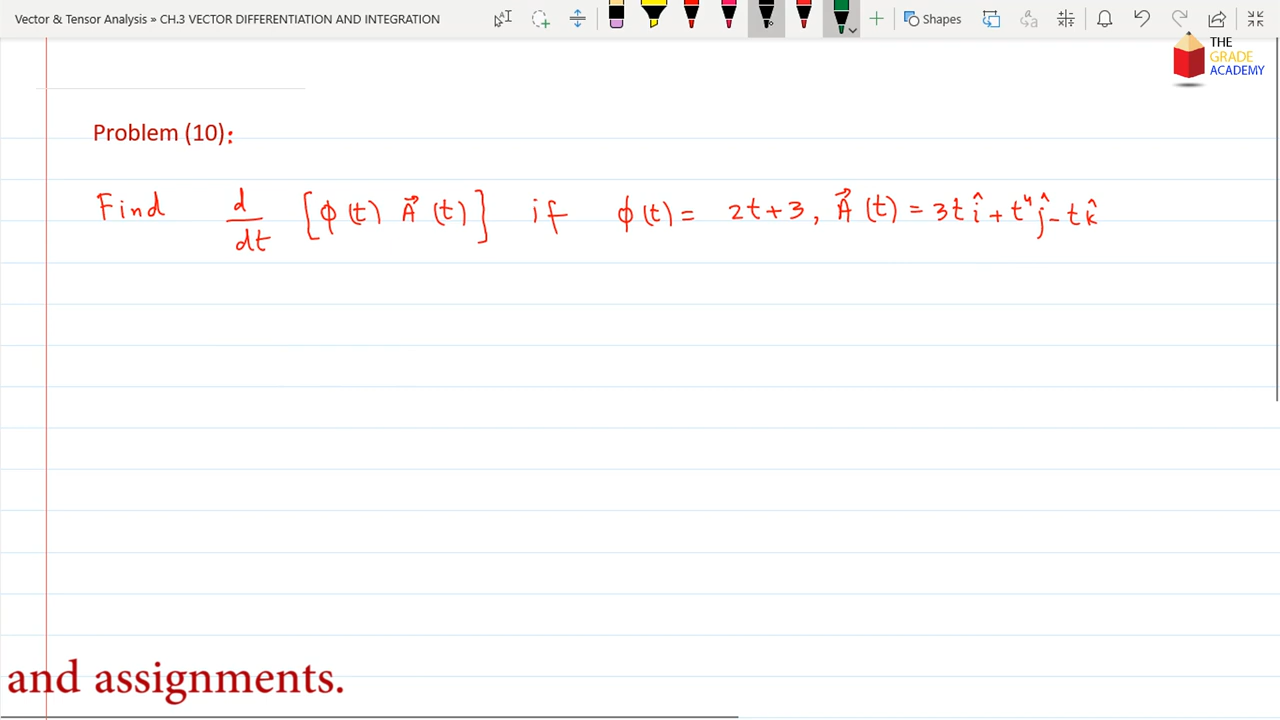 Vector & Tensor Analysis » CH.3 VECTOR DIFFERENTIATION AND INTEGRATION
Shapes
THE
GRADE
ACADEMY
Problem (10):
Find d/dt [ϕ(t) A⃗(t)] if ϕ(t) = 2t+3, A⃗(t) = 3t î + t⁴ ĵ - t k̂
and assignments.